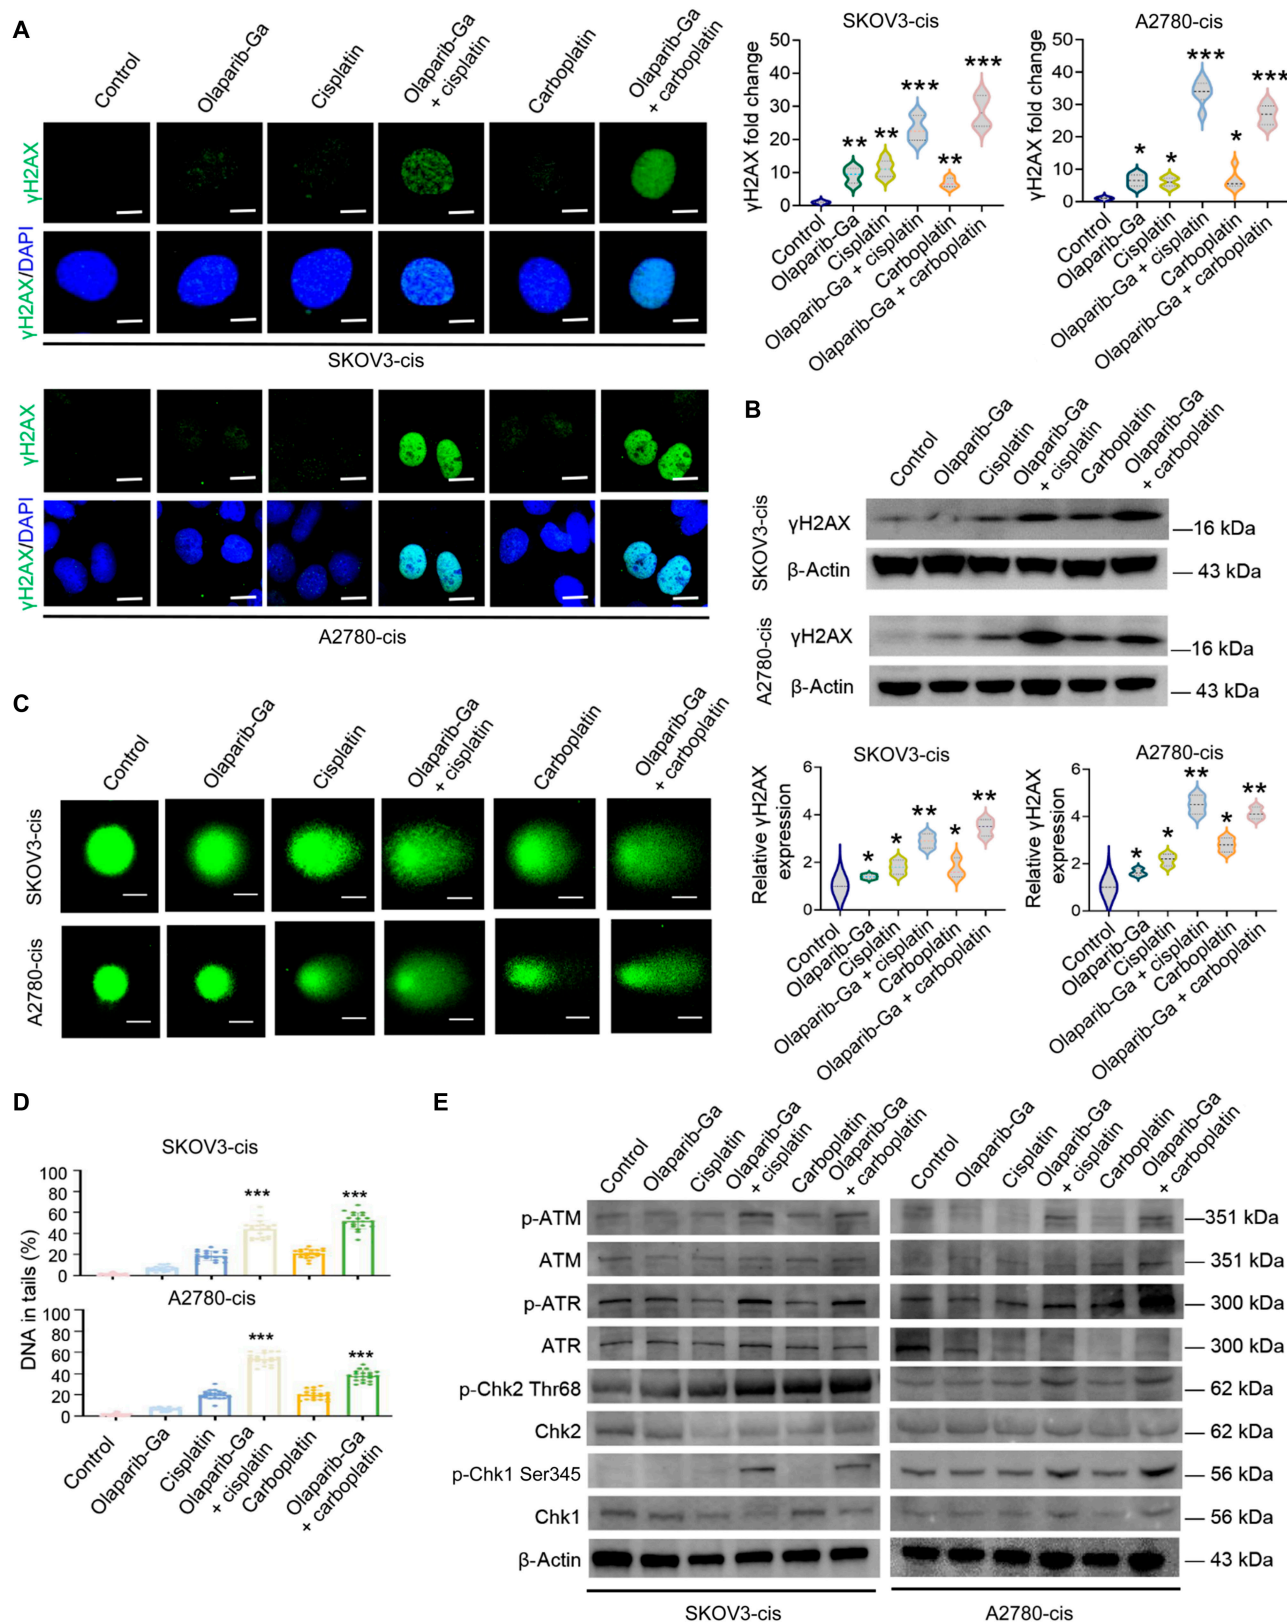 A
Control
Olaparib-Ga
Cisplatin
Olaparib-Ga
+ cisplatin
Carboplatin
Olaparib-Ga
+ carboplatin
γH2AX
γH2AX/DAPI
SKOV3-cis
γH2AX
γH2AX/DAPI
A2780-cis
SKOV3-cis
γH2AX fold change
50
40
30
20
10
0
**
**
***
**
***
Control
Olaparib-Ga
Cisplatin
Olaparib-Ga + cisplatin
Carboplatin
Olaparib-Ga + carboplatin
A2780-cis
γH2AX fold change
50
40
30
20
10
0
*
*
***
*
***
Control
Olaparib-Ga
Cisplatin
Olaparib-Ga + cisplatin
Carboplatin
Olaparib-Ga + carboplatin
B
Control
Olaparib-Ga
Cisplatin
Olaparib-Ga
+ cisplatin
Carboplatin
Olaparib-Ga
+ carboplatin
SKOV3-cis
γH2AX
16 kDa
β-Actin
43 kDa
A2780-cis
γH2AX
16 kDa
β-Actin
43 kDa
SKOV3-cis
Relative γH2AX
expression
6
4
2
0
*
*
**
*
**
Control
Olaparib-Ga
Cisplatin
Olaparib-Ga + cisplatin
Carboplatin
Olaparib-Ga + carboplatin
A2780-cis
Relative γH2AX
expression
6
4
2
0
*
*
**
*
**
Control
Olaparib-Ga
Cisplatin
Olaparib-Ga + cisplatin
Carboplatin
Olaparib-Ga + carboplatin
C
Control
Olaparib-Ga
Cisplatin
Olaparib-Ga
+ cisplatin
Carboplatin
Olaparib-Ga
+ carboplatin
SKOV3-cis
A2780-cis
D
SKOV3-cis
DNA in tails (%)
100
80
60
40
20
0
***
***
A2780-cis
100
80
60
40
20
0
***
***
Control
Olaparib-Ga
Cisplatin
Olaparib-Ga
+ cisplatin
Carboplatin
Olaparib-Ga
+ carboplatin
E
Control
Olaparib-Ga
Cisplatin
Olaparib-Ga
+ cisplatin
Carboplatin
Olaparib-Ga
+ carboplatin
Control
Olaparib-Ga
Cisplatin
Olaparib-Ga
+ cisplatin
Carboplatin
Olaparib-Ga
+ carboplatin
p-ATM
351 kDa
ATM
351 kDa
p-ATR
300 kDa
ATR
300 kDa
p-Chk2 Thr68
62 kDa
Chk2
62 kDa
p-Chk1 Ser345
56 kDa
Chk1
56 kDa
β-Actin
43 kDa
SKOV3-cis
A2780-cis